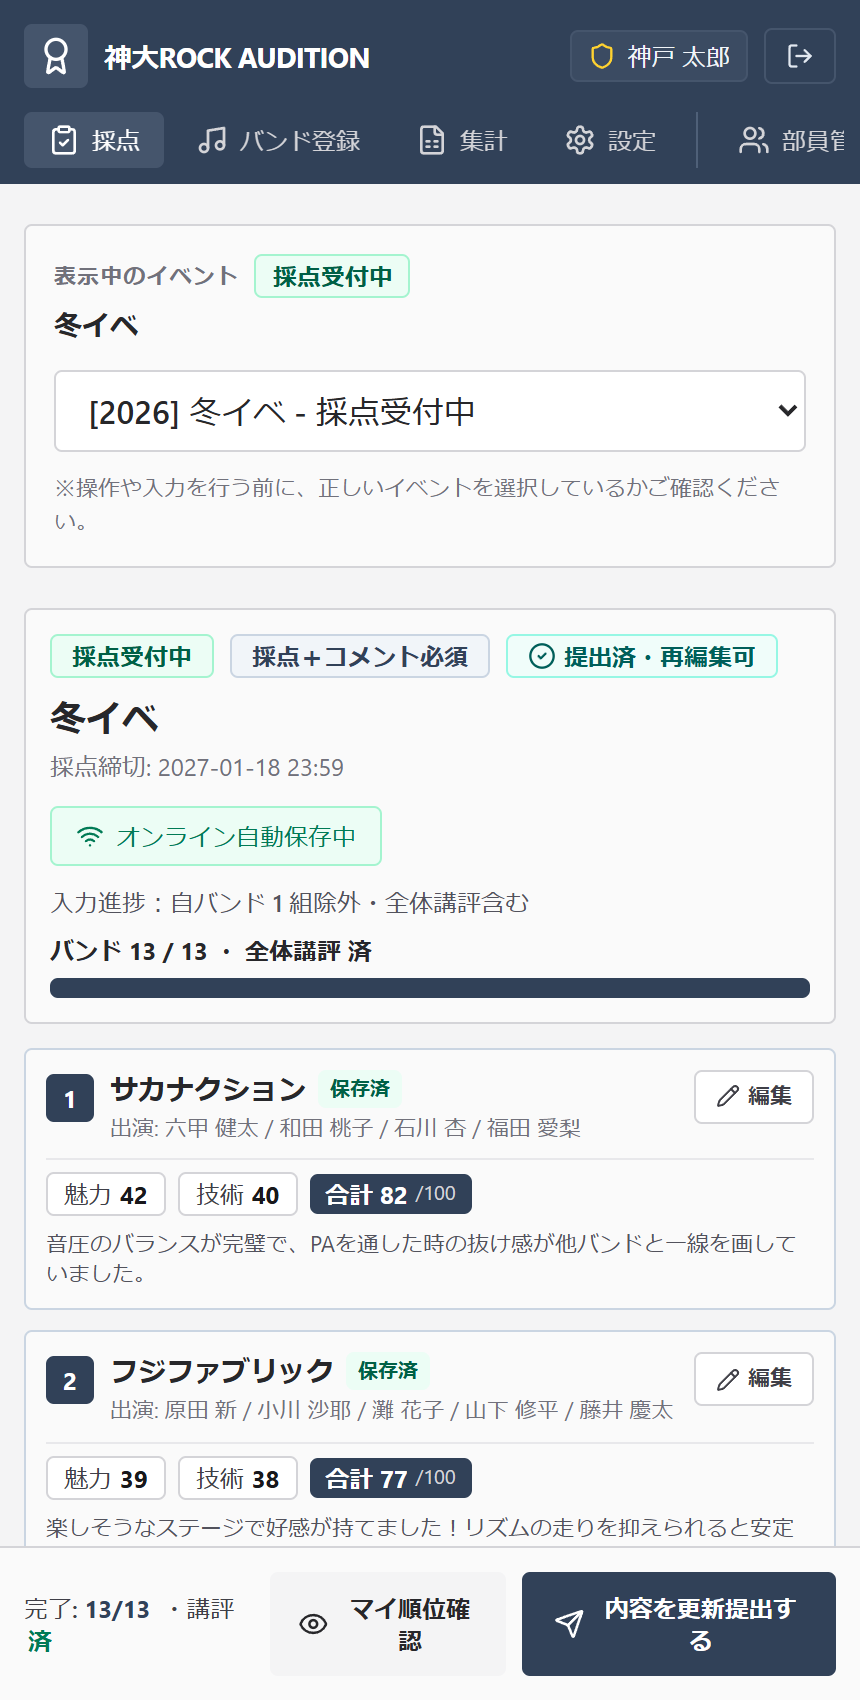 神大ROCK AUDITION
神戸 太郎
採点
バンド登録
集計
設定
部員管
表示中のイベント
採点受付中
冬イベ
[2026] 冬イベ - 採点受付中
※操作や入力を行う前に、正しいイベントを選択しているかご確認くださ
い。
採点受付中
採点＋コメント必須
提出済・再編集可
冬イベ
採点締切: 2027-01-18 23:59
オンライン自動保存中
入力進捗：自バンド 1 組除外・全体講評含む
バンド 13 / 13 ・ 全体講評 済
1
サカナクション
保存済
編集
出演: 六甲 健太 / 和田 桃子 / 石川 杏 / 福田 愛梨
魅力 42
技術 40
合計 82 /100
音圧のバランスが完璧で、PAを通した時の抜け感が他バンドと一線を画して
いました。
2
フジファブリック
保存済
編集
出演: 原田 新 / 小川 沙耶 / 灘 花子 / 山下 修平 / 藤井 慶太
魅力 39
技術 38
合計 77 /100
楽しそうなステージで好感が持てました！リズムの走りを抑えられると安定
完了: 13/13 ・講評
済
マイ順位確
認
内容を更新提出す
る